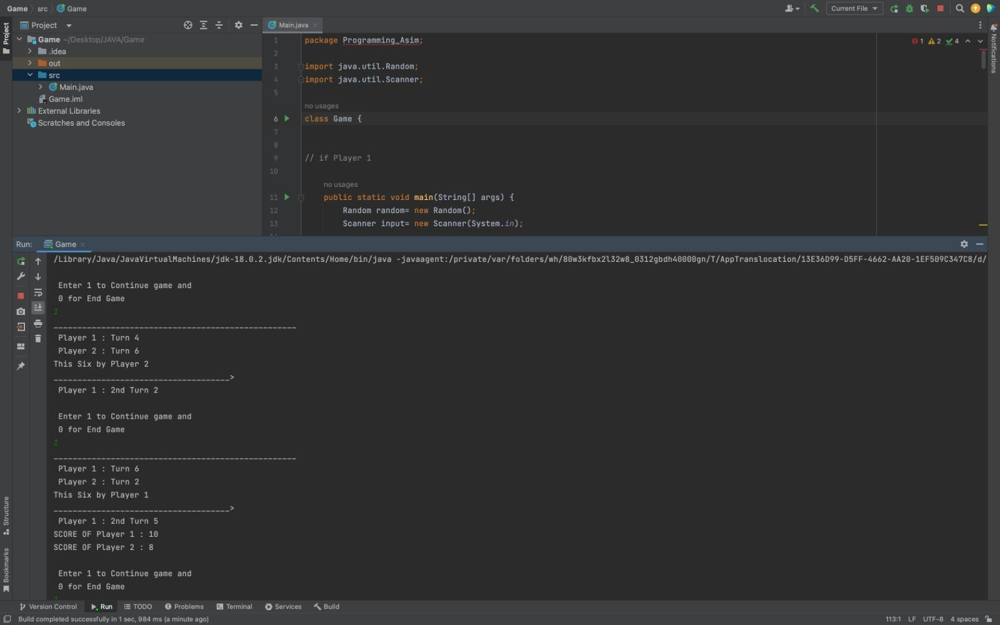 Game src Game
Current File
Project
Project
Game ~/Desktop/JAVA/Game
.idea
out
src
Main.java
Game.iml
External Libraries
Scratches and Consoles
Main.java
1 2 4
Notifications
1 package Programming_Asim;
2
3 import java.util.Random;
4 import java.util.Scanner;
5
no usages
6 class Game {
7
8
9 // if Player 1
10
no usages
11 public static void main(String[] args) {
12 Random random= new Random();
13 Scanner input= new Scanner(System.in);
Run: Game
/Library/Java/JavaVirtualMachines/jdk-18.0.2.jdk/Contents/Home/bin/java -javaagent:/private/var/folders/wh/80w3kfbx2l32w8_0312gbdh40000gn/T/AppTranslocation/13E36D99-D5FF-4662-AA20-1EF509C347C8/d/
Enter 1 to Continue game and
0 for End Game
1
___________________________________________________
Player 1 : Turn 4
Player 2 : Turn 6
This Six by Player 2
_____________________________________>
Player 1 : 2nd Turn 2
Enter 1 to Continue game and
0 for End Game
1
___________________________________________________
Player 1 : Turn 6
Player 2 : Turn 2
This Six by Player 1
_____________________________________>
Player 1 : 2nd Turn 5
SCORE OF Player 1 : 10
SCORE OF Player 2 : 8
Enter 1 to Continue game and
0 for End Game
Structure
Bookmarks
Version Control Run TODO Problems Terminal Services Build
Build completed successfully in 1 sec, 984 ms (a minute ago)
113:1 LF UTF-8 4 spaces